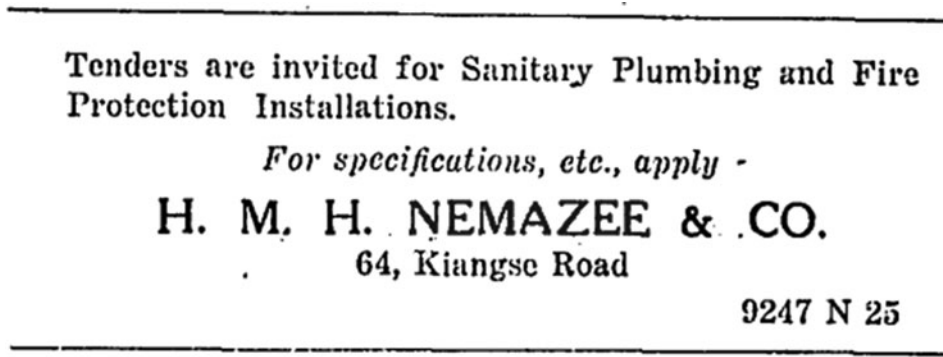 Tenders are invited for Sanitary Plumbing and Fire
Protection Installations.
For specifications, etc., apply -
H. M. H. NEMAZEE & CO.
64, Kiangse Road
9247 N 25